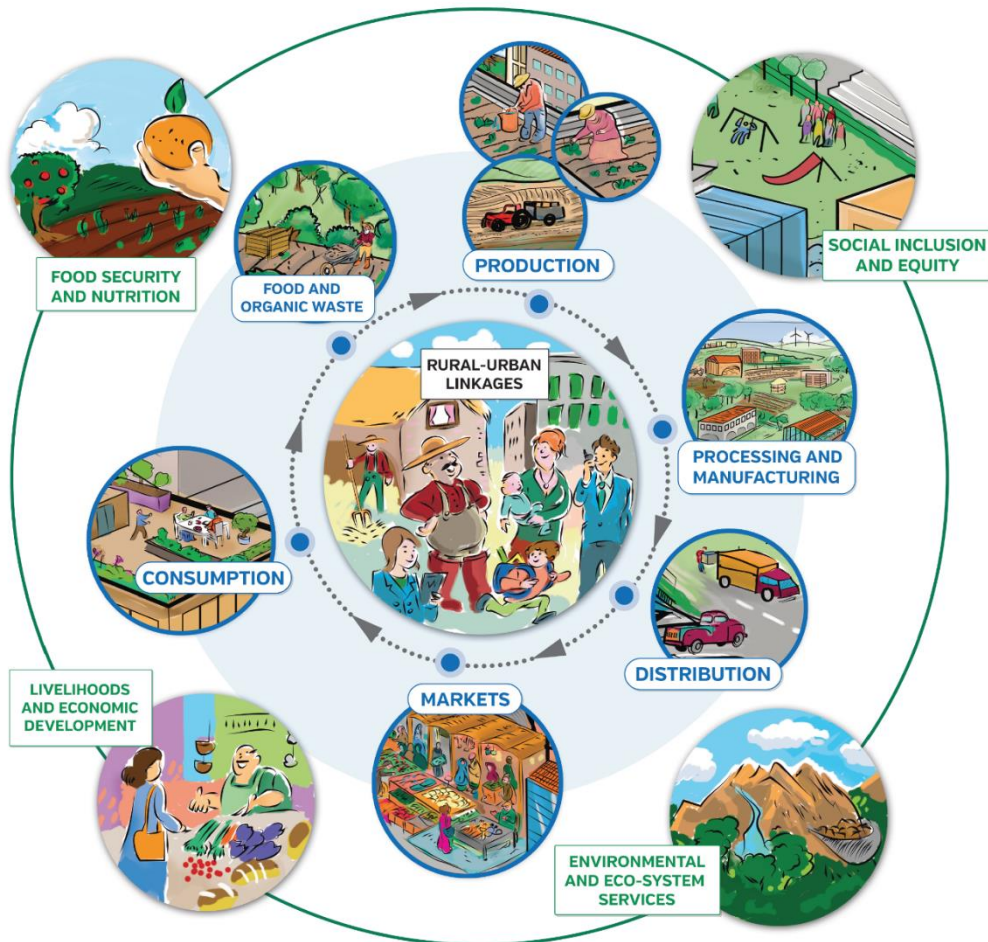 PRODUCTION
SOCIAL INCLUSION
AND EQUITY
FOOD SECURITY
AND NUTRITION
FOOD AND
ORGANIC WASTE
RURAL-URBAN
LINKAGES
PROCESSING AND
MANUFACTURING
CONSUMPTION
DISTRIBUTION
LIVELIHOODS
AND ECONOMIC
DEVELOPMENT
MARKETS
ENVIRONMENTAL
AND ECO-SYSTEM
SERVICES